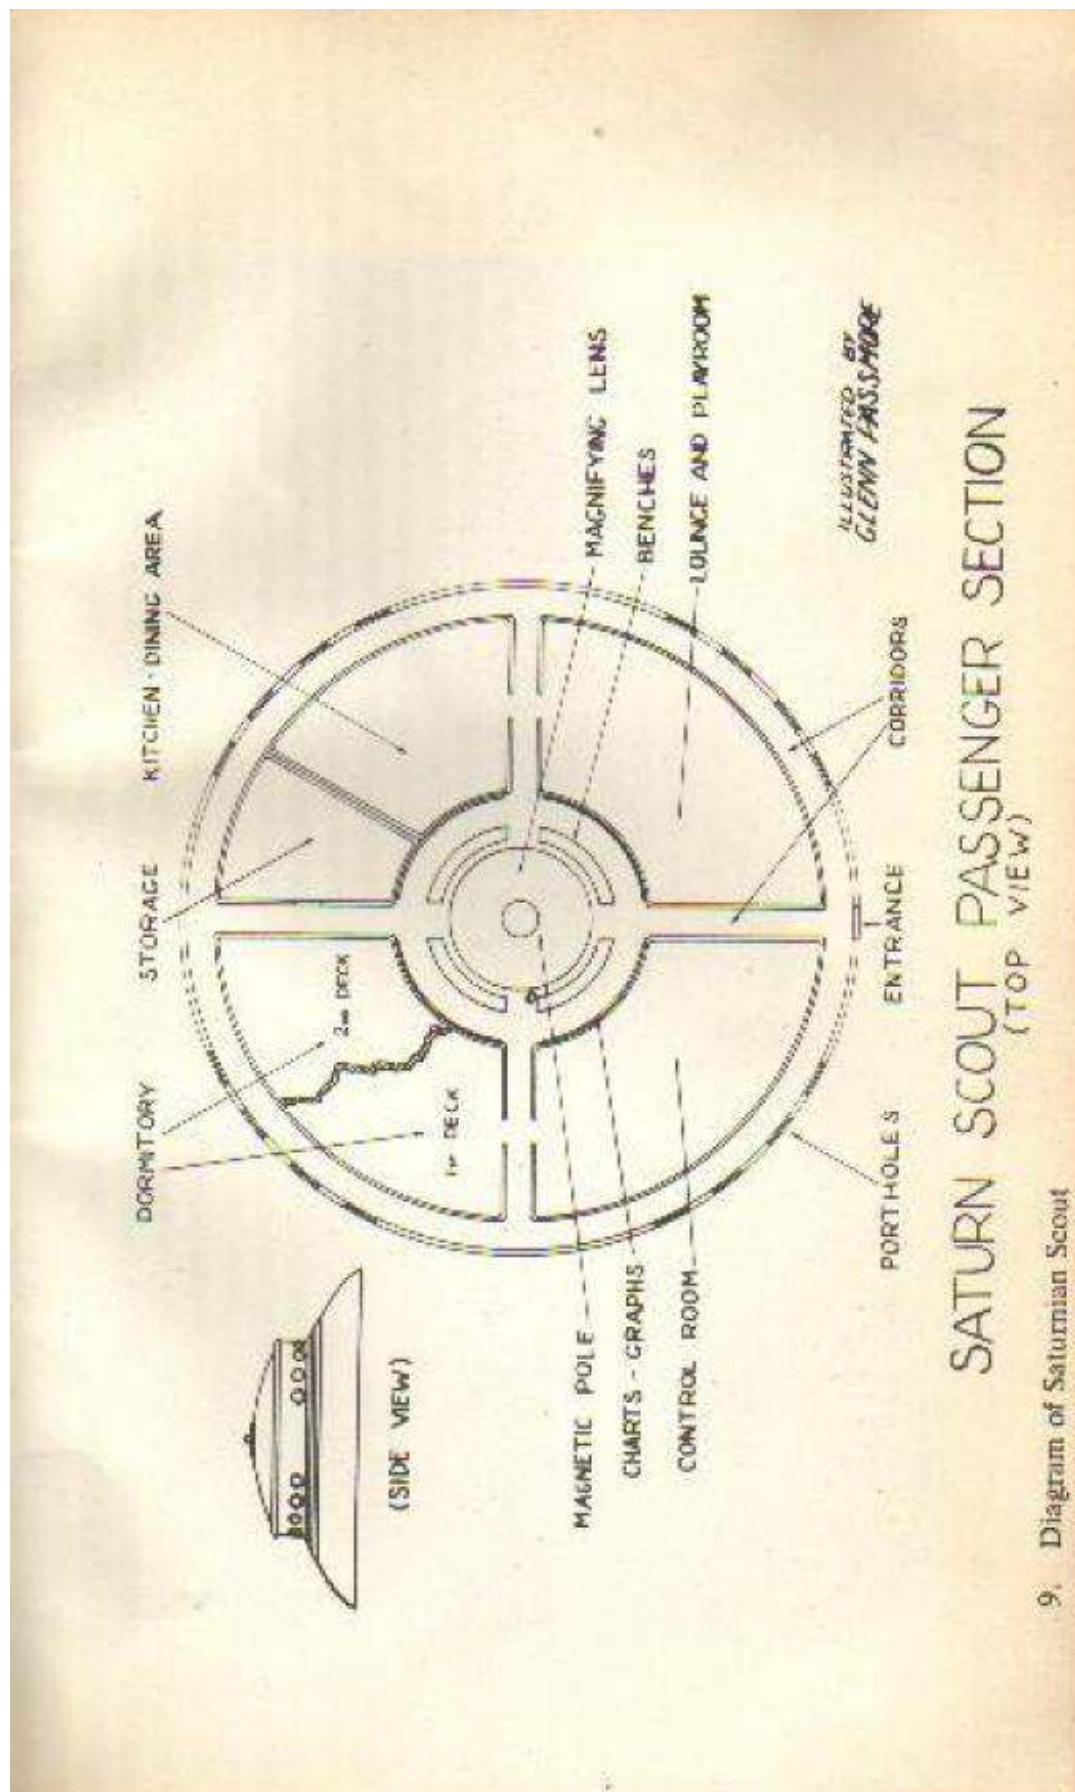 DORMITORY
STORAGE
KITCHEN - DINING AREA
2ND DECK
1ST DECK
(SIDE VIEW)
MAGNETIC POLE
CHARTS - GRAPHS
CONTROL ROOM
MAGNIFYING LENS
BENCHES
LOUNGE AND PLAYROOM
PORTHOLES
ENTRANCE
CORRIDORS
ILLUSTRATED BY
GLENN PASSMORE
SATURN SCOUT PASSENGER SECTION
(TOP VIEW)
9. Diagram of Saturnian Scout